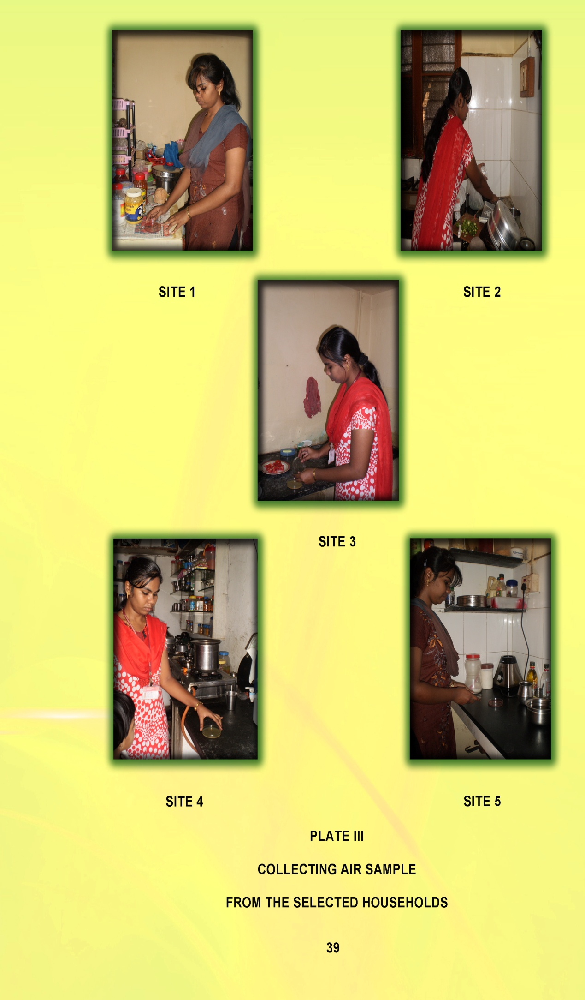 SITE 1
SITE 2
SITE 3
SITE 4
SITE 5
PLATE III
COLLECTING AIR SAMPLE
FROM THE SELECTED HOUSEHOLDS
39